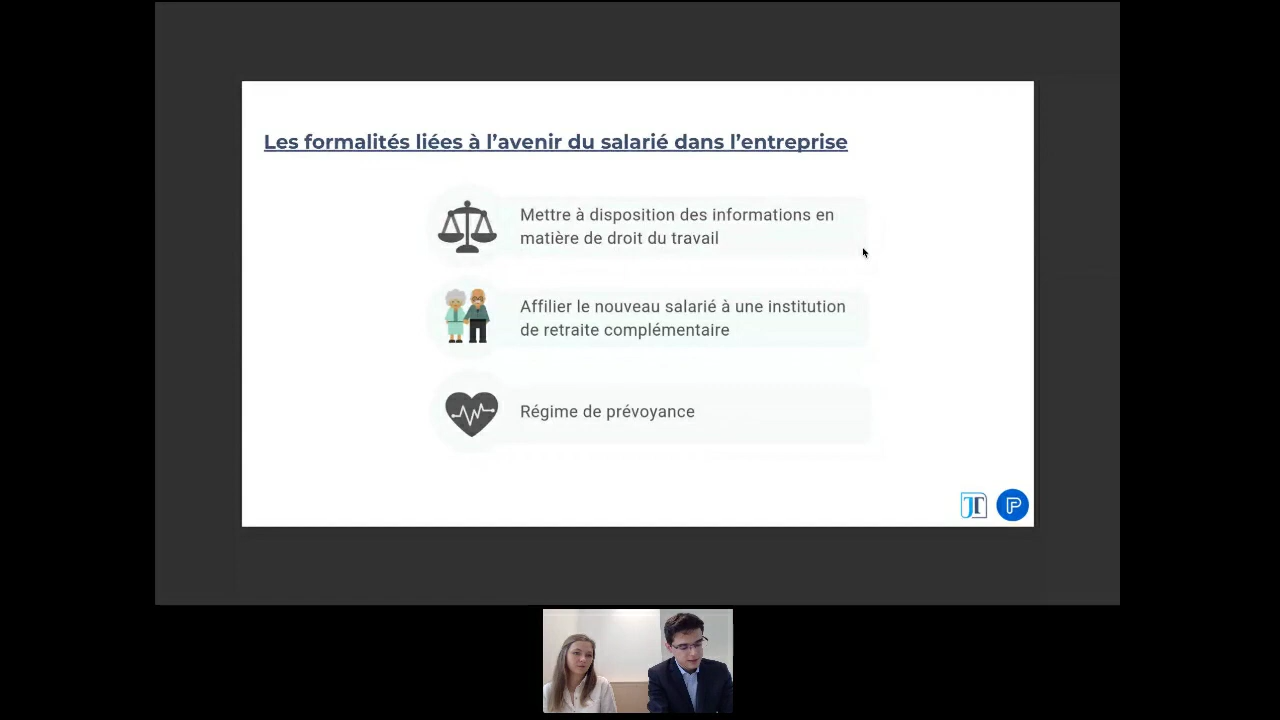 Les formalités liées à l’avenir du salarié dans l’entreprise
Mettre à disposition des informations en
matière de droit du travail
Affilier le nouveau salarié à une institution
de retraite complémentaire
Régime de prévoyance